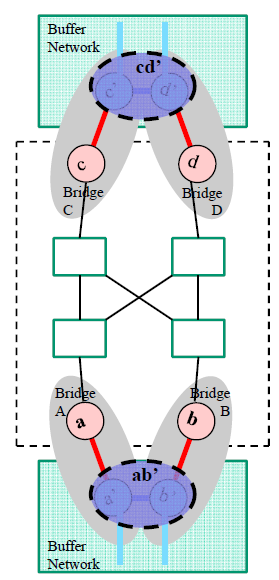 Buffer
Network
cd’
c’
d’
c
d
Bridge
C
Bridge
D
Bridge
A
Bridge
B
a
b
ab’
a’
b’
Buffer
Network